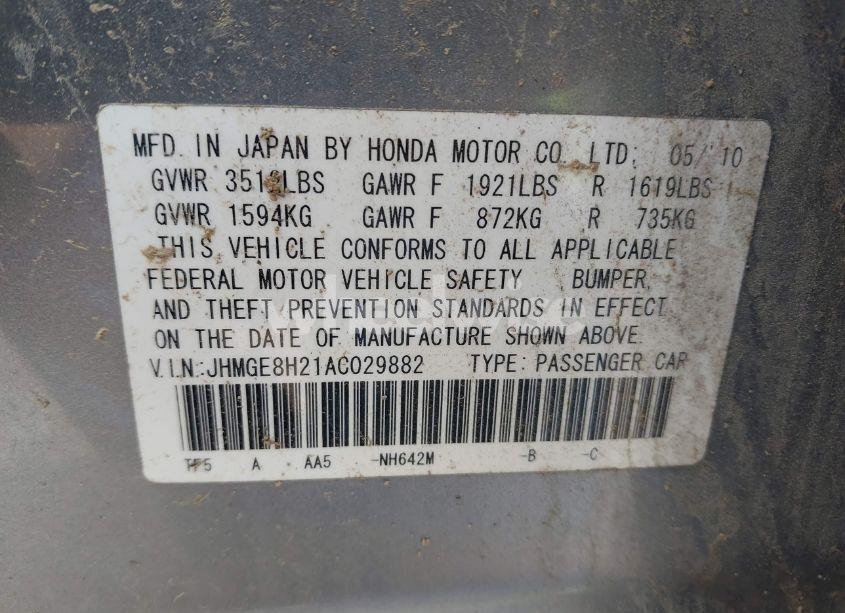 MFD. IN JAPAN BY HONDA MOTOR CO. LTD. 05/'10
GVWR GAWR F 1921LBS R 1619LBS
GVWR 1594KG GAWR F 872KG R 735KG
THIS VEHICLE CONFORMS TO ALL APPLICABLE
FEDERAL MOTOR VEHICLE SAFETY, BUMPER,
AND THEFT PREVENTION STANDARDS IN EFFECT
ON THE DATE OF MANUFACTURE SHOWN ABOVE.
V.I.N.:JHMGE8H21AC029882 TYPE:PASSENGER CAR
TF5 A AA5 -NH642M -B -C